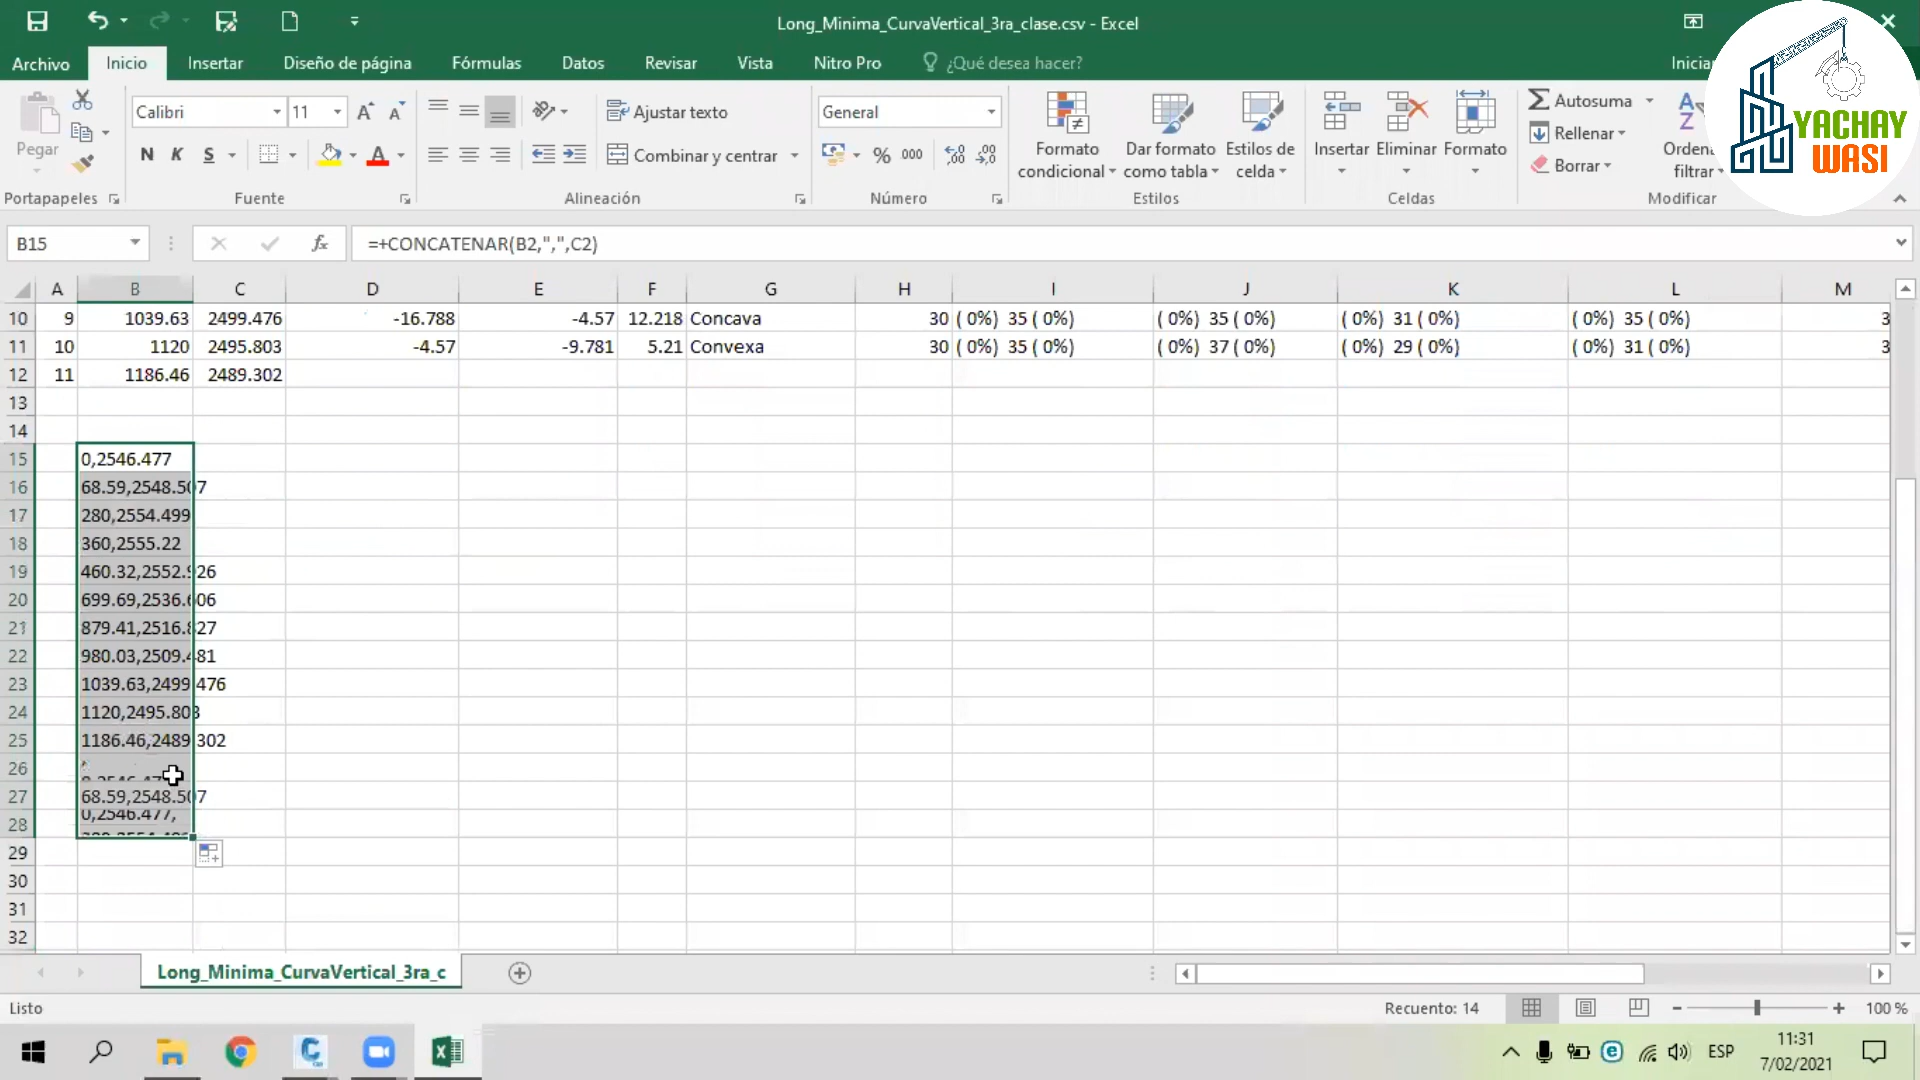 Long_Minima_CurvaVertical_3ra_clase.csv - Excel
Archivo Inicio Insertar Diseño de página Fórmulas Datos Revisar Vista Nitro Pro ¿Qué desea hacer?
YACHAY
WASI
Calibri 11 Ajustar texto General Autosuma
Pegar N K S Combinar y centrar % 000 Formato condicional Dar formato como tabla Estilos de celda Insertar Eliminar Formato Rellenar
Borrar filtrar
Portapapeles Fuente Alineación Número Estilos Celdas Modificar
B15 fx =+CONCATENAR(B2,",",C2)
A B C D E F G H I J K L M
10 9 1039.63 2499.476 -16.788 -4.57 12.218 Concava 30 ( 0%) 35 ( 0%) ( 0%) 35 ( 0%) ( 0%) 31 ( 0%) ( 0%) 35 ( 0%) 3
11 10 1120 2495.803 -4.57 -9.781 5.21 Convexa 30 ( 0%) 35 ( 0%) ( 0%) 37 ( 0%) ( 0%) 29 ( 0%) ( 0%) 31 ( 0%) 3
12 11 1186.46 2489.302
13
14
15 0,2546.477
16 68.59,2548.507
17 280,2554.499
18 360,2555.22
19 460.32,2552.926
20 699.69,2536.606
21 879.41,2516.827
22 980.03,2509.481
23 1039.63,2499.476
24 1120,2495.803
25 1186.46,2489.302
26
27 68.59,2548.507
28 0,2546.477,
29
30
31
32
Long_Minima_CurvaVertical_3ra_c
Listo Recuento: 14 100 %
ESP 11:31
7/02/2021